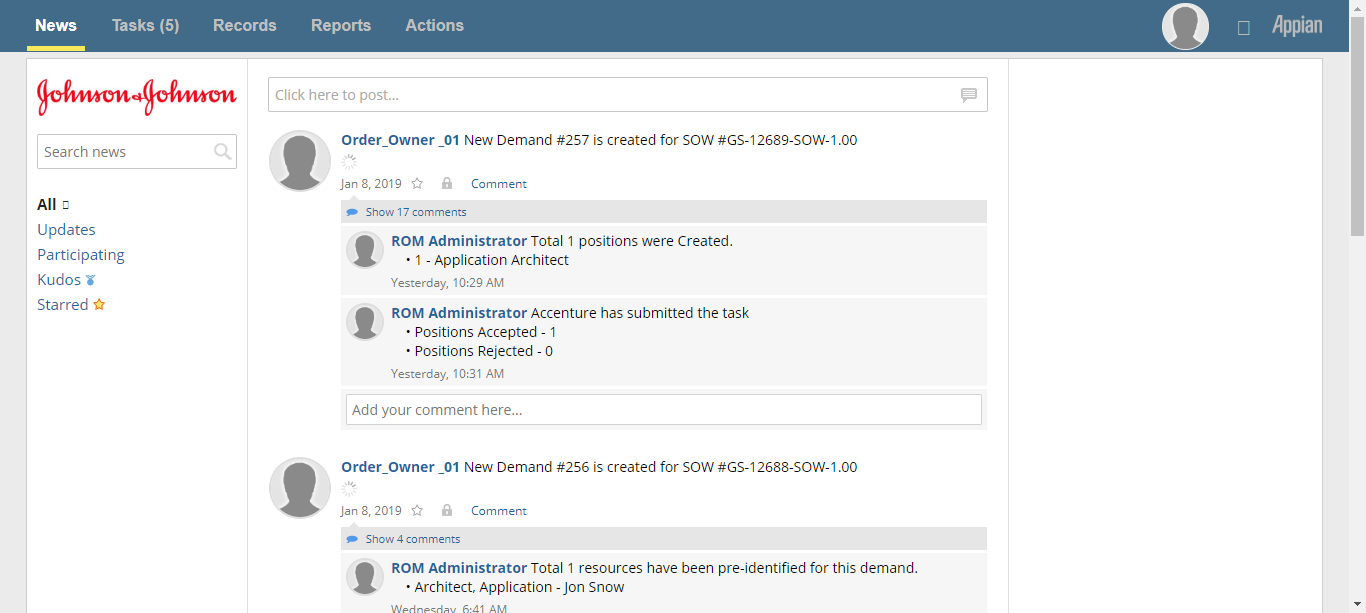 News Tasks (5) Records Reports Actions Appian
Johnson & Johnson
Search news
All
Updates
Participating
Kudos
Starred
Click here to post...
Order_Owner _01 New Demand #257 is created for SOW #GS-12689-SOW-1.00
Jan 8, 2019 Comment
Show 17 comments
ROM Administrator Total 1 positions were Created.
• 1 - Application Architect
Yesterday, 10:29 AM
ROM Administrator Accenture has submitted the task
• Positions Accepted - 1
• Positions Rejected - 0
Yesterday, 10:31 AM
Add your comment here...
Order_Owner _01 New Demand #256 is created for SOW #GS-12688-SOW-1.00
Jan 8, 2019 Comment
Show 4 comments
ROM Administrator Total 1 resources have been pre-identified for this demand.
• Architect, Application - Jon Snow
Wednesday, 6:41 AM